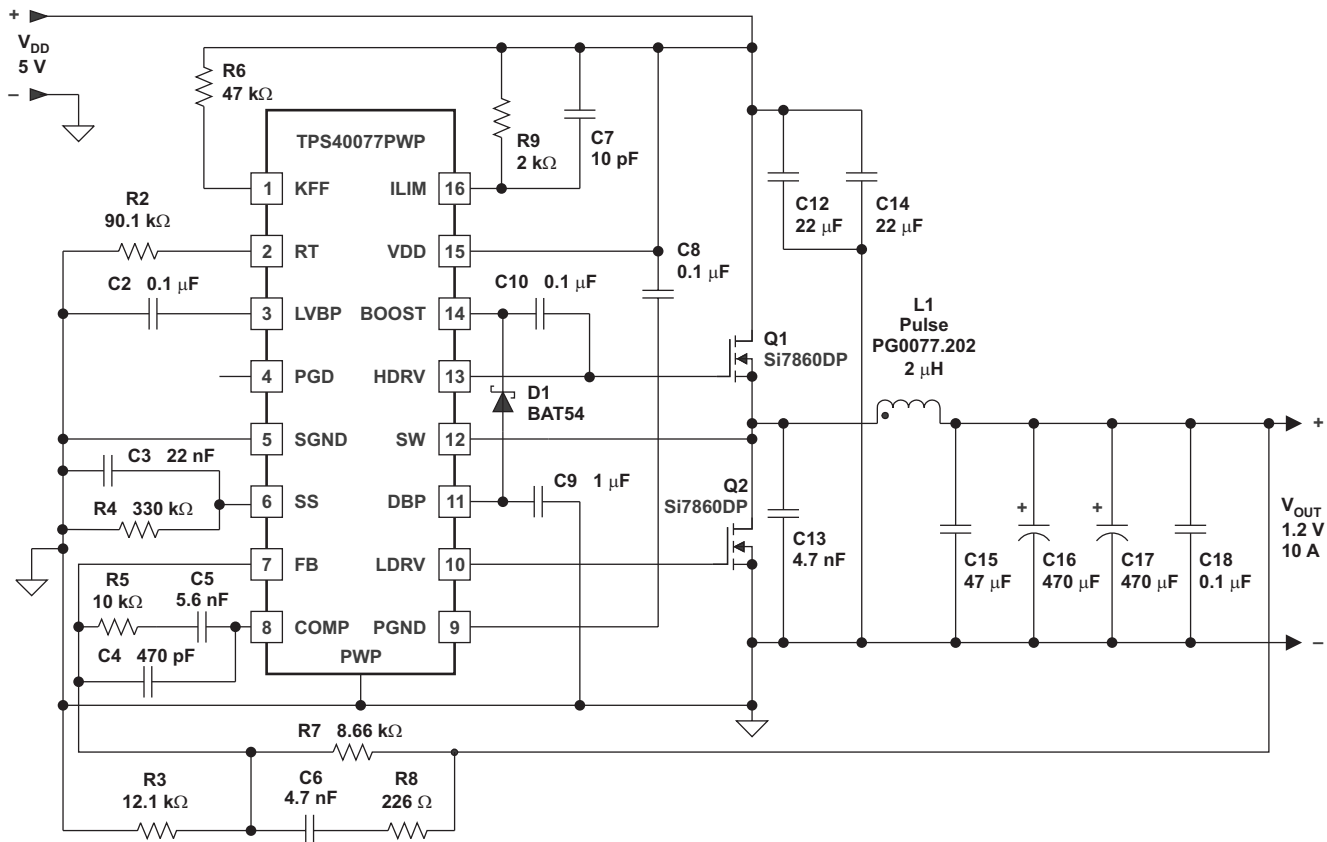 +
V_DD
5 V
–
R6
47 kΩ
TPS40077PWP
R9
2 kΩ
C7
10 pF
1 KFF
ILIM 16
C12
22 µF
C14
22 µF
R2
90.1 kΩ
2 RT
VDD 15
C8
0.1 µF
C2 0.1 µF
C10 0.1 µF
3 LVBP
BOOST 14
L1
Pulse
PG0077.202
2 µH
Q1
Si7860DP
4 PGD
HDRV 13
D1
BAT54
5 SGND
SW 12
+
C3 22 nF
C9 1 µF
Q2
Si7860DP
6 SS
DBP 11
R4 330 kΩ
C13
4.7 nF
+
+
V_OUT
1.2 V
10 A
C15
47 µF
C16
470 µF
C17
470 µF
C18
0.1 µF
7 FB
LDRV 10
R5
10 kΩ
C5
5.6 nF
8 COMP
PGND 9
–
C4 470 pF
PWP
R7 8.66 kΩ
R3
12.1 kΩ
C6
4.7 nF
R8
226 Ω